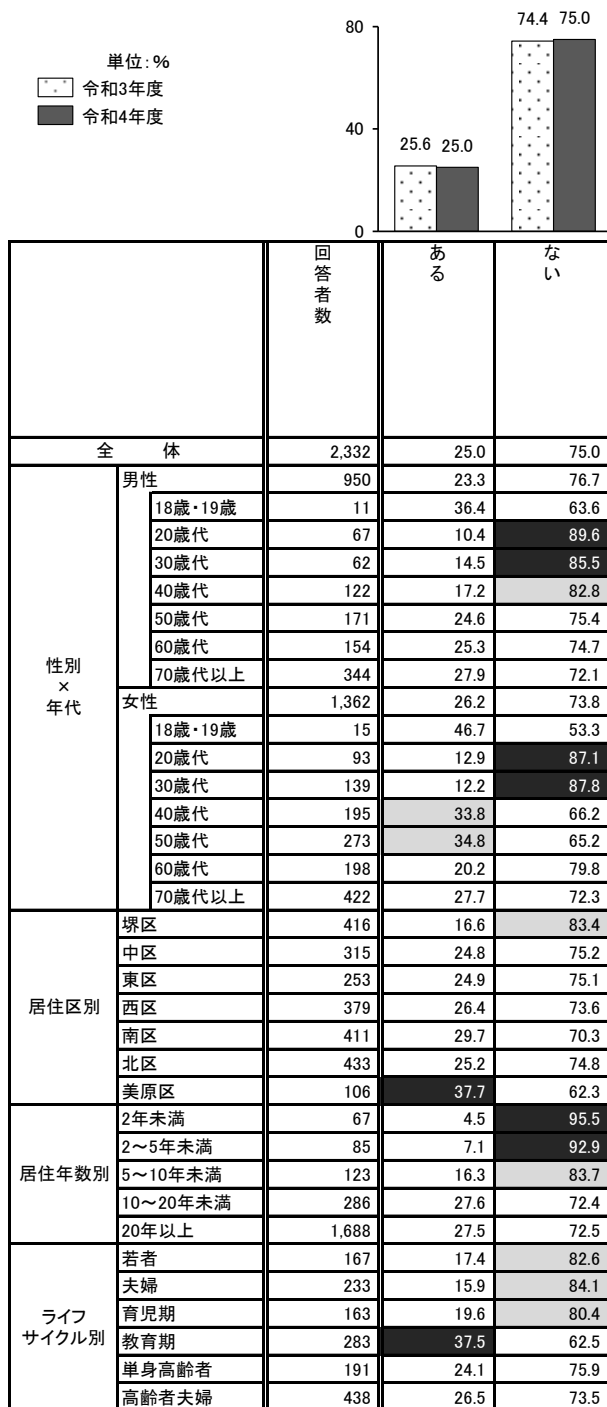 単位：％
令和3年度
令和4年度
80
40
0
25.6 25.0
74.4 75.0
回答者数 ある ない
全体 2,332 25.0 75.0
性別×年代
男性 950 23.3 76.7
18歳・19歳 11 36.4 63.6
20歳代 67 10.4 89.6
30歳代 62 14.5 85.5
40歳代 122 17.2 82.8
50歳代 171 24.6 75.4
60歳代 154 25.3 74.7
70歳代以上 344 27.9 72.1
女性 1,362 26.2 73.8
18歳・19歳 15 46.7 53.3
20歳代 93 12.9 87.1
30歳代 139 12.2 87.8
40歳代 195 33.8 66.2
50歳代 273 34.8 65.2
60歳代 198 20.2 79.8
70歳代以上 422 27.7 72.3
居住区別
堺区 416 16.6 83.4
中区 315 24.8 75.2
東区 253 24.9 75.1
西区 379 26.4 73.6
南区 411 29.7 70.3
北区 433 25.2 74.8
美原区 106 37.7 62.3
居住年数別
2年未満 67 4.5 95.5
2～5年未満 85 7.1 92.9
5～10年未満 123 16.3 83.7
10～20年未満 286 27.6 72.4
20年以上 1,688 27.5 72.5
ライフサイクル別
若者 167 17.4 82.6
夫婦 233 15.9 84.1
育児期 163 19.6 80.4
教育期 283 37.5 62.5
単身高齢者 191 24.1 75.9
高齢者夫婦 438 26.5 73.5